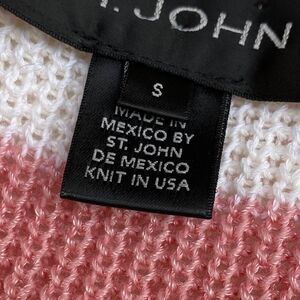 T. JOHN
S
MADE IN
MEXICO BY
ST. JOHN
DE MEXICO
KNIT IN USA